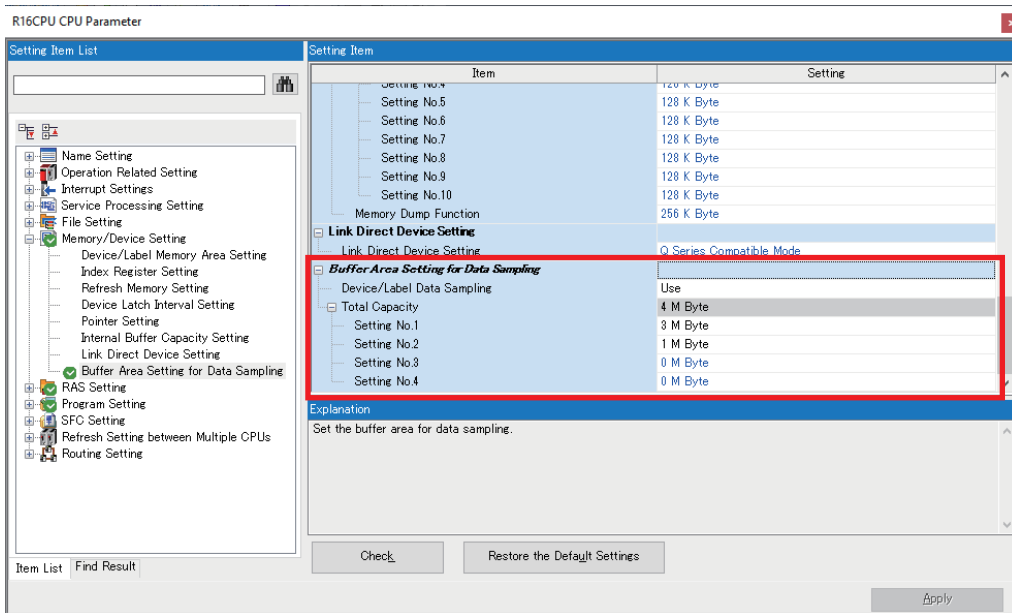 R16CPU CPU Parameter
Setting Item List
Name Setting
Operation Related Setting
Interrupt Settings
Service Processing Setting
File Setting
Memory/Device Setting
Device/Label Memory Area Setting
Index Register Setting
Refresh Memory Setting
Device Latch Interval Setting
Pointer Setting
Internal Buffer Capacity Setting
Link Direct Device Setting
Buffer Area Setting for Data Sampling
RAS Setting
Program Setting
SFC Setting
Refresh Setting between Multiple CPUs
Routing Setting
Item List Find Result
Setting Item
Item Setting
Setting No.4 128 K Byte
Setting No.5 128 K Byte
Setting No.6 128 K Byte
Setting No.7 128 K Byte
Setting No.8 128 K Byte
Setting No.9 128 K Byte
Setting No.10 128 K Byte
Memory Dump Function 256 K Byte
Link Direct Device Setting
Link Direct Device Setting Q Series Compatible Mode
Buffer Area Setting for Data Sampling
Device/Label Data Sampling Use
Total Capacity 4 M Byte
Setting No.1 3 M Byte
Setting No.2 1 M Byte
Setting No.3 0 M Byte
Setting No.4 0 M Byte
Explanation
Set the buffer area for data sampling.
Check Restore the Default Settings
Apply